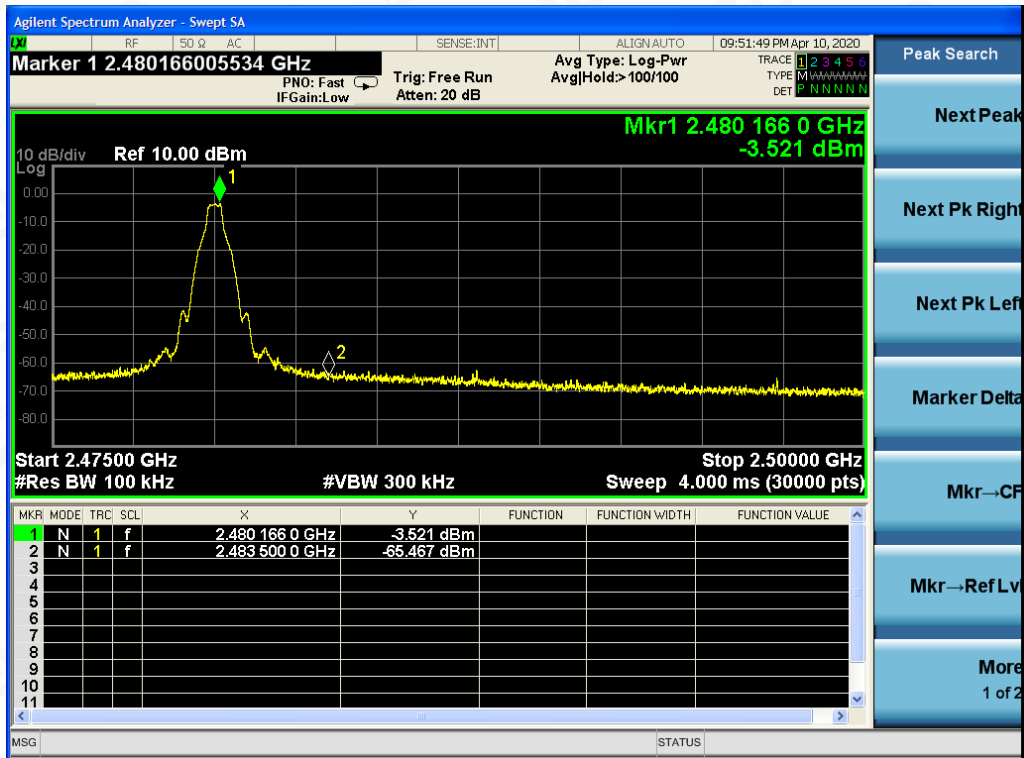 Agilent Spectrum Analyzer - Swept SA
LXI RF 50 Ω AC SENSE:INT ALIGNAUTO 09:51:49 PM Apr 10, 2020
Marker 1 2.480166005534 GHz
PNO: Fast
IFGain:Low
Trig: Free Run
Atten: 20 dB
Avg Type: Log-Pwr
Avg|Hold:>100/100
TRACE 1 2 3 4 5 6
TYPE M WWWWW
DET P N N N N N
Mkr1 2.480 166 0 GHz
-3.521 dBm
10 dB/div Ref 10.00 dBm
Log
0.00
-10.0
-20.0
-30.0
-40.0
-50.0
-60.0
-70.0
-80.0
1
2
Start 2.47500 GHz Stop 2.50000 GHz
#Res BW 100 kHz #VBW 300 kHz Sweep 4.000 ms (30000 pts)
MKR MODE TRC SCL X Y FUNCTION FUNCTION WIDTH FUNCTION VALUE
1 N 1 f 2.480 166 0 GHz -3.521 dBm
2 N 1 f 2.483 500 0 GHz -65.467 dBm
3
4
5
6
7
8
9
10
11
MSG STATUS
Peak Search
Next Peak
Next Pk Right
Next Pk Left
Marker Delta
Mkr→CF
Mkr→Ref Lvl
More
1 of 2